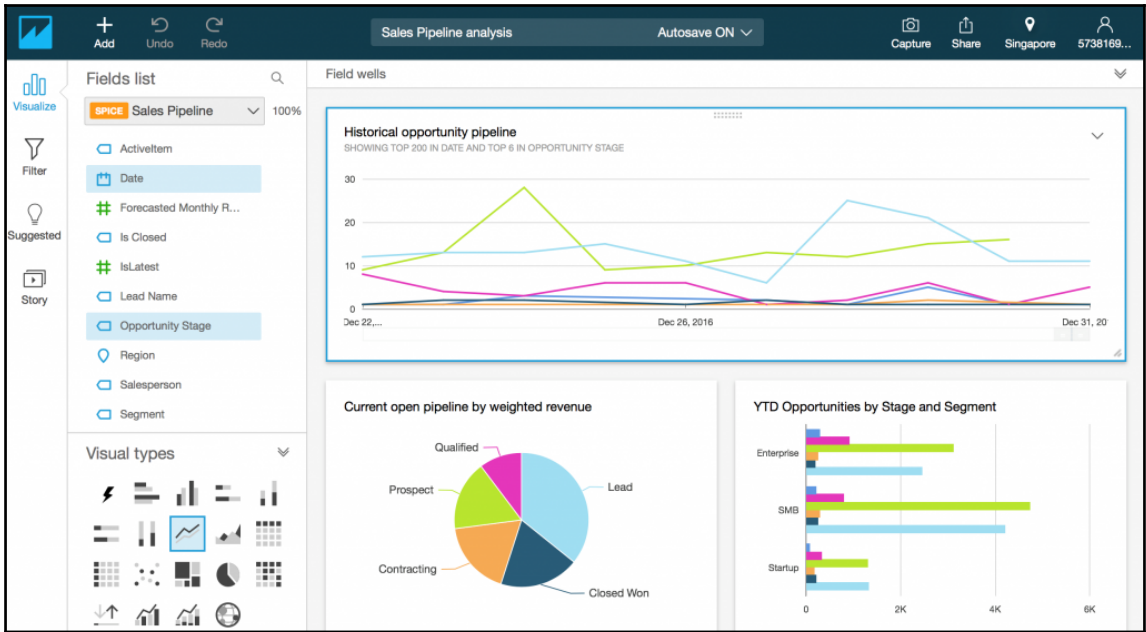 Add
Undo
Redo
Sales Pipeline analysis
Autosave ON
Capture
Share
Singapore
5738169...
Visualize
Filter
Suggested
Story
Fields list
SPICE Sales Pipeline 100%
ActiveItem
Date
Forecasted Monthly R...
Is Closed
IsLatest
Lead Name
Opportunity Stage
Region
Salesperson
Segment
Visual types
Field wells
Historical opportunity pipeline
SHOWING TOP 200 IN DATE AND TOP 6 IN OPPORTUNITY STAGE
30
20
10
0
Dec 22,...
Dec 26, 2016
Dec 31, 20
Current open pipeline by weighted revenue
Qualified
Lead
Prospect
Contracting
Closed Won
YTD Opportunities by Stage and Segment
Enterprise
SMB
Startup
0
2K
4K
6K